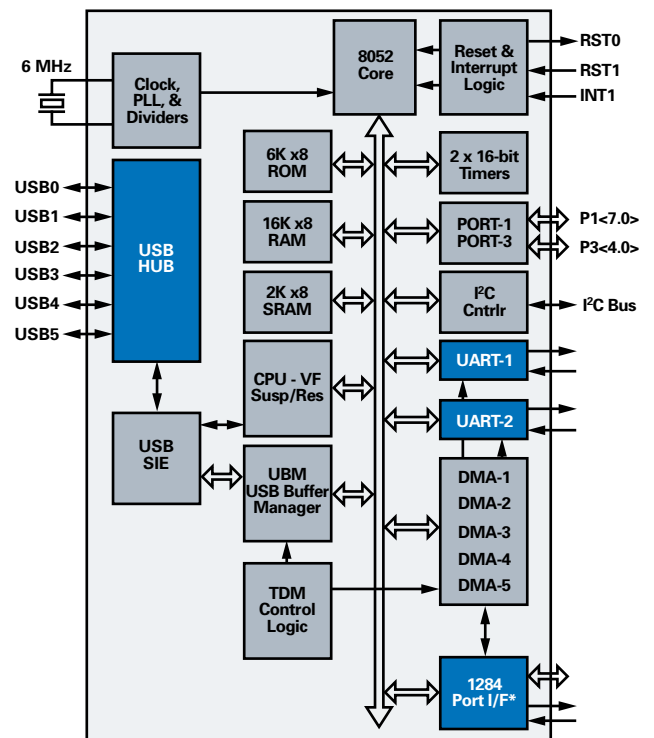 6 MHz
Clock,
PLL, &
Dividers
8052
Core
Reset &
Interrupt
Logic
RST0
RST1
INT1
USB0
USB1
USB2
USB3
USB4
USB5
USB
HUB
6K x8
ROM
2 x 16-bit
Timers
16K x8
RAM
PORT-1
PORT-3
P1<7.0>
P3<4.0>
2K x8
SRAM
I²C
Cntrlr
I²C Bus
CPU - VF
Susp/Res
UART-1
UART-2
USB
SIE
UBM
USB Buffer
Manager
DMA-1
DMA-2
DMA-3
DMA-4
DMA-5
TDM
Control
Logic
1284
Port I/F*